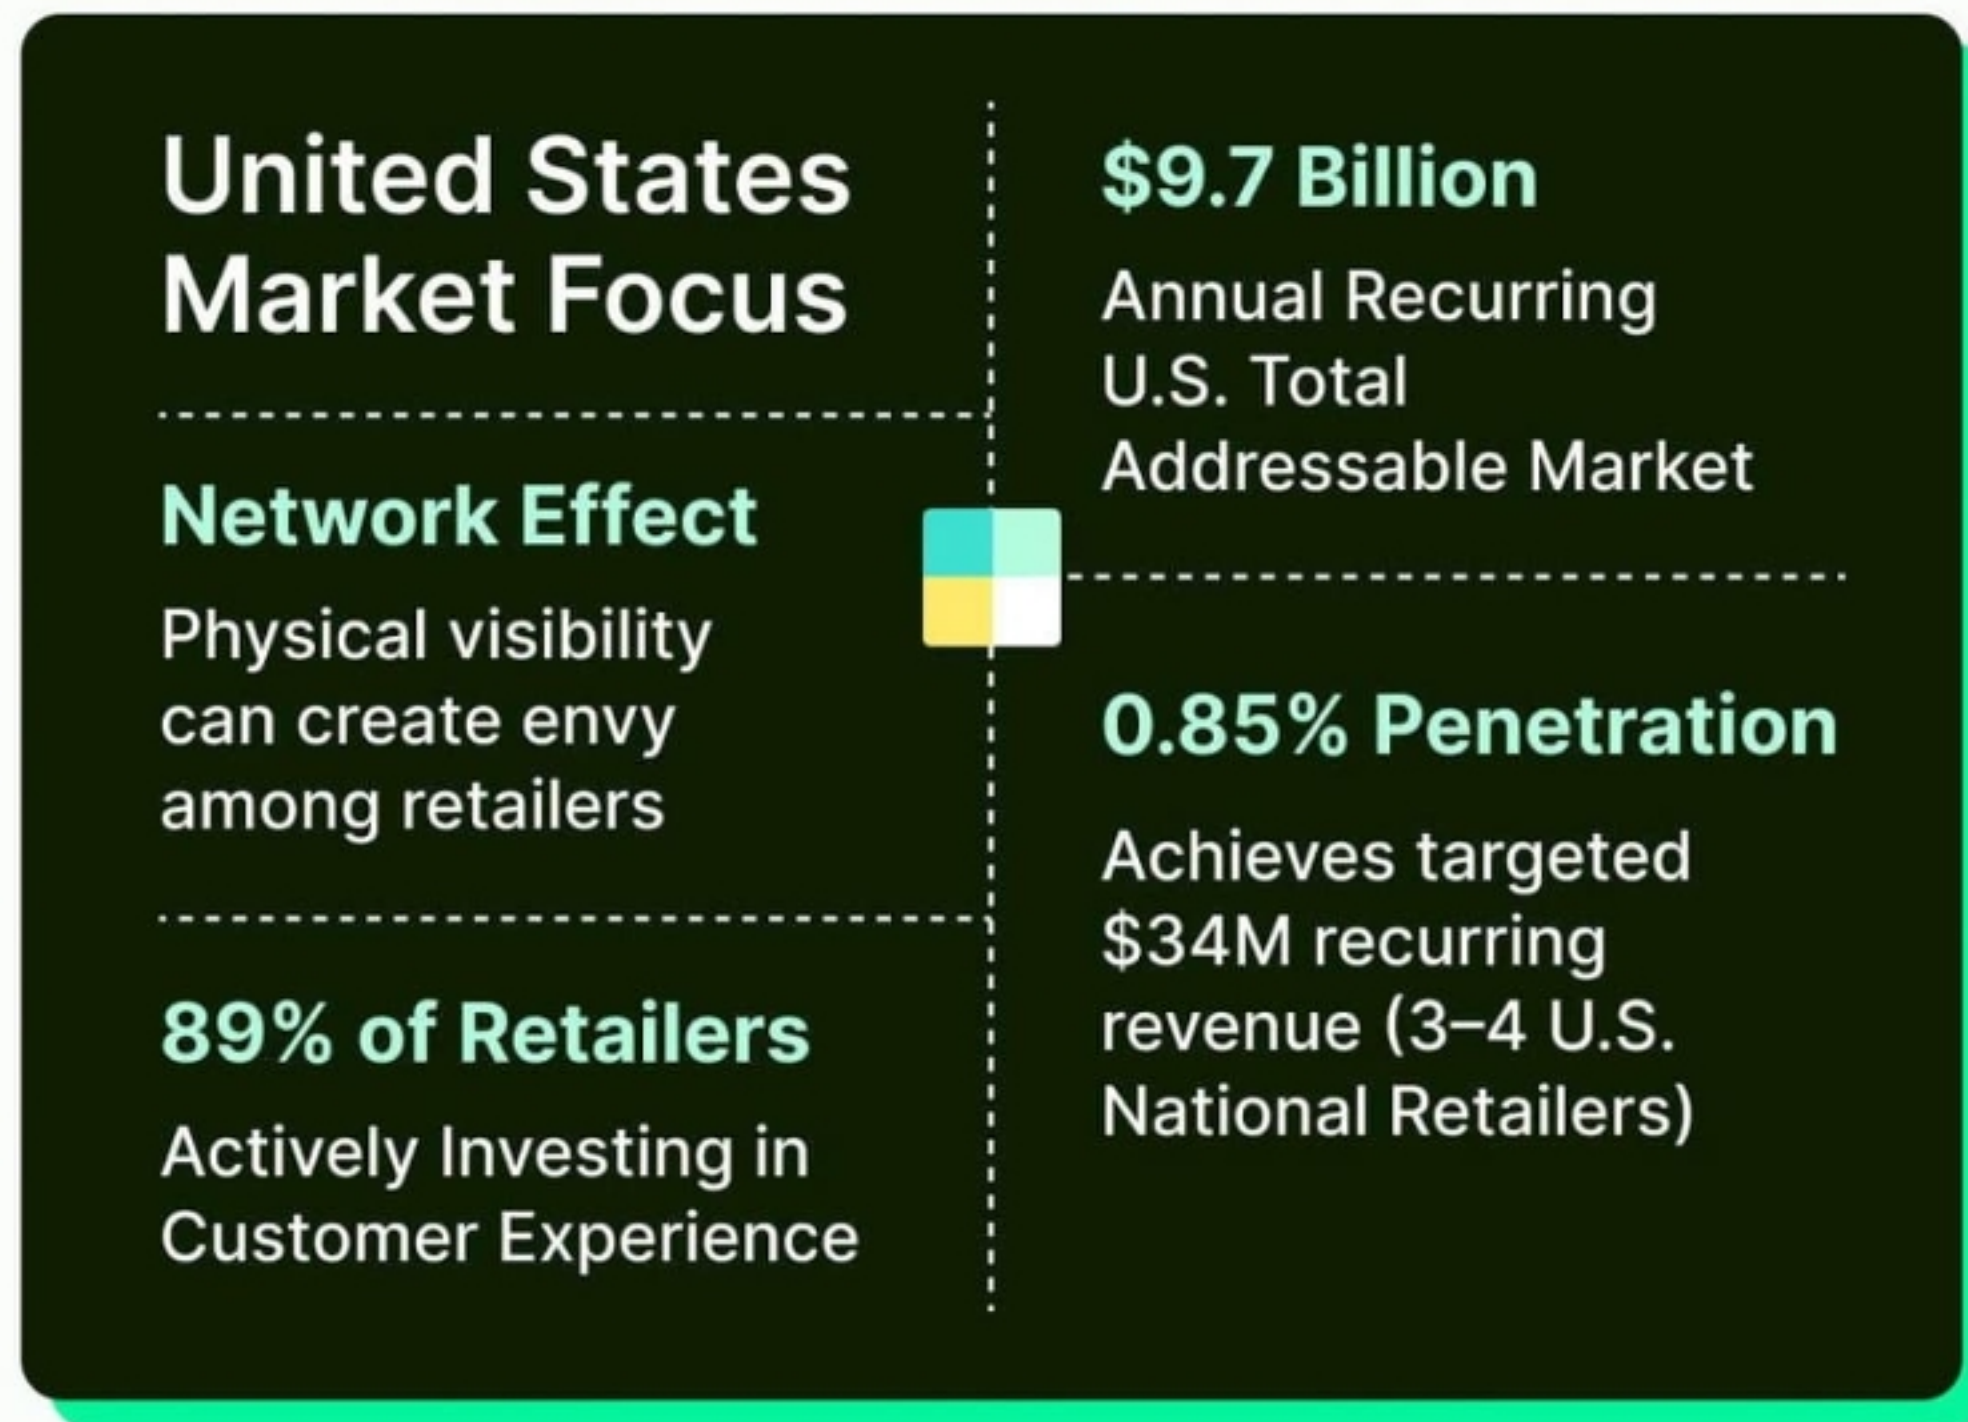 United States
Market Focus
Network Effect
Physical visibility
can create envy
among retailers
89% of Retailers
Actively Investing in
Customer Experience
$9.7 Billion
Annual Recurring
U.S. Total
Addressable Market
0.85% Penetration
Achieves targeted
$34M recurring
revenue (3–4 U.S.
National Retailers)